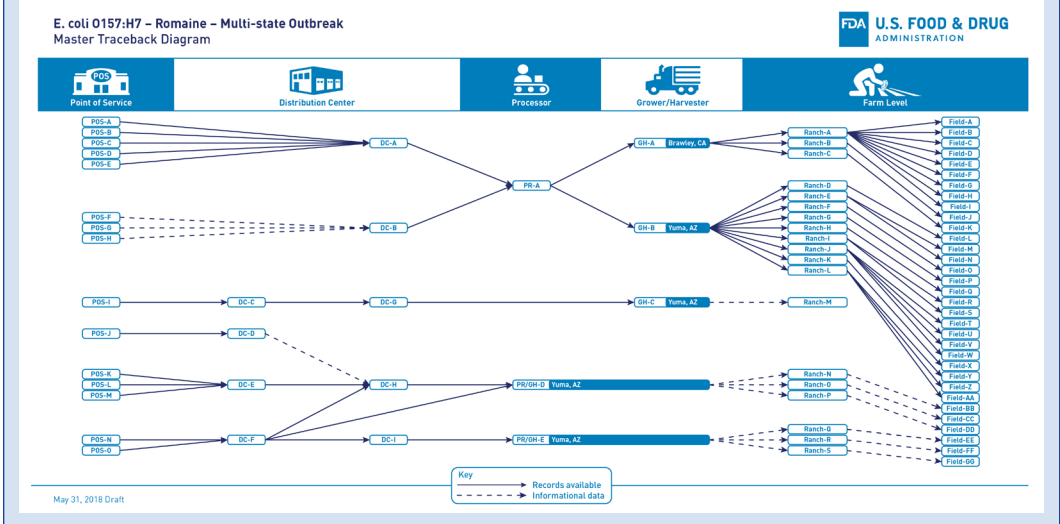 E. coli O157:H7 – Romaine – Multi-state Outbreak
Master Traceback Diagram
FDA U.S. FOOD & DRUG
ADMINISTRATION
POS
Point of Service
Distribution Center
Processor
Grower/Harvester
Farm Level
POS-A
POS-B
POS-C
POS-D
POS-E
POS-F
POS-G
POS-H
POS-I
POS-J
POS-K
POS-L
POS-M
POS-N
POS-O
DC-C
DC-D
DC-E
DC-F
DC-A
DC-B
DC-G
DC-H
DC-I
PR-A
PR/GH-D Yuma, AZ
PR/GH-E Yuma, AZ
GH-A Brawley, CA
GH-B Yuma, AZ
GH-C Yuma, AZ
Ranch-A
Ranch-B
Ranch-C
Ranch-D
Ranch-E
Ranch-F
Ranch-G
Ranch-H
Ranch-I
Ranch-J
Ranch-K
Ranch-L
Ranch-M
Ranch-N
Ranch-O
Ranch-P
Ranch-Q
Ranch-R
Ranch-S
Field-A
Field-B
Field-C
Field-D
Field-E
Field-F
Field-G
Field-H
Field-I
Field-J
Field-K
Field-L
Field-M
Field-N
Field-O
Field-P
Field-Q
Field-R
Field-S
Field-T
Field-U
Field-V
Field-W
Field-X
Field-Y
Field-Z
Field-AA
Field-BB
Field-CC
Field-DD
Field-EE
Field-FF
Field-GG
Key
Records available
Informational data
May 31, 2018 Draft